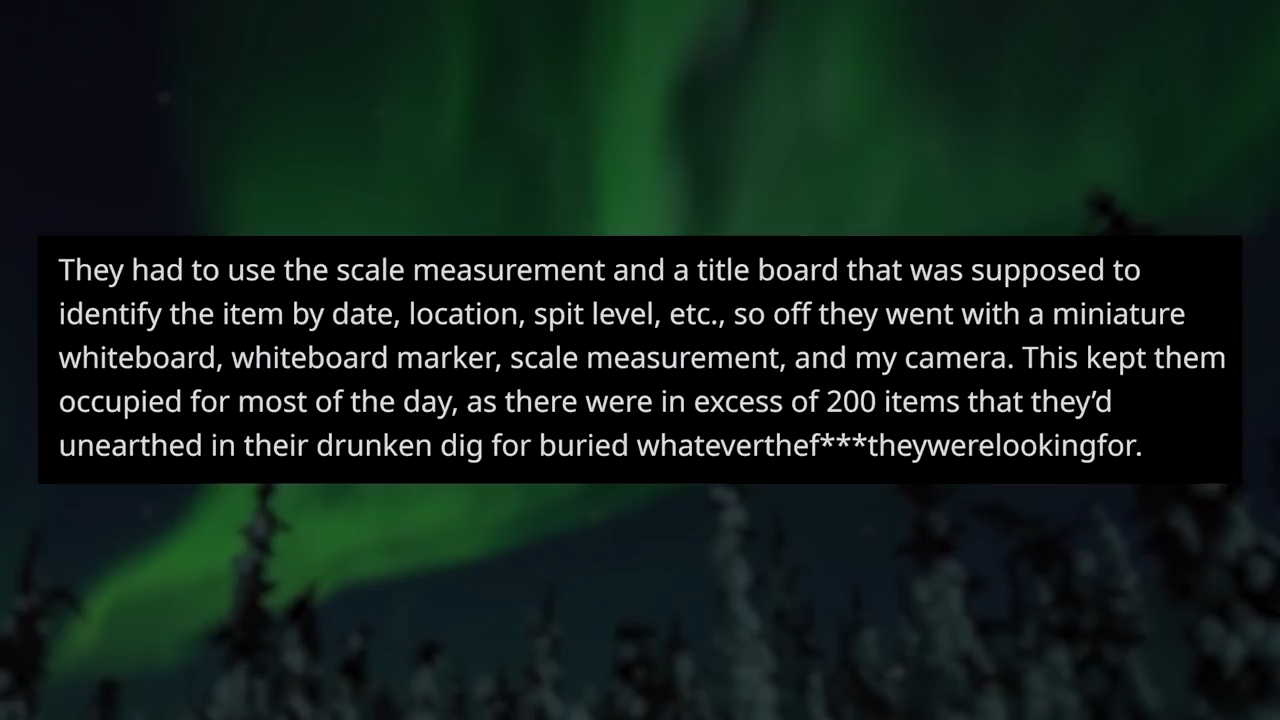 They had to use the scale measurement and a title board that was supposed to
identify the item by date, location, spit level, etc., so off they went with a miniature
whiteboard, whiteboard marker, scale measurement, and my camera. This kept them
occupied for most of the day, as there were in excess of 200 items that they’d
unearthed in their drunken dig for buried whateverthef***theywerelookingfor.